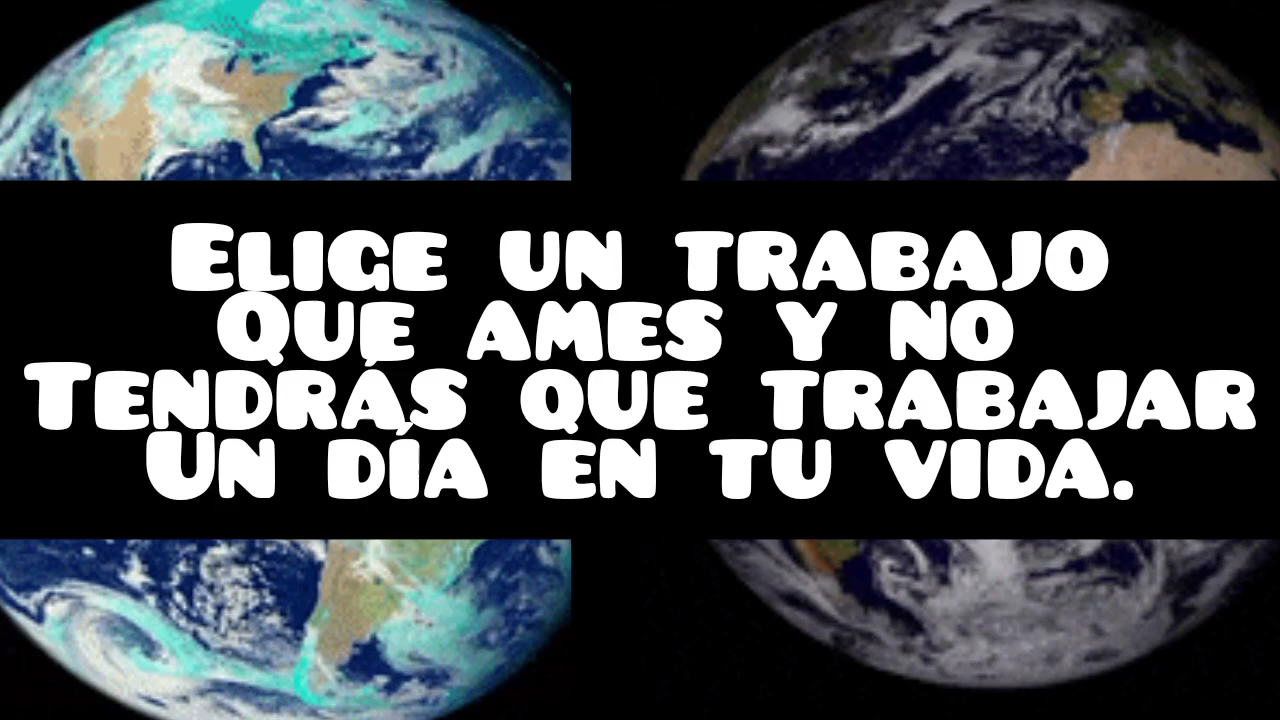 Elige un trabajo
Que ames y no
Tendrás que trabajar
Un día en tu vida.